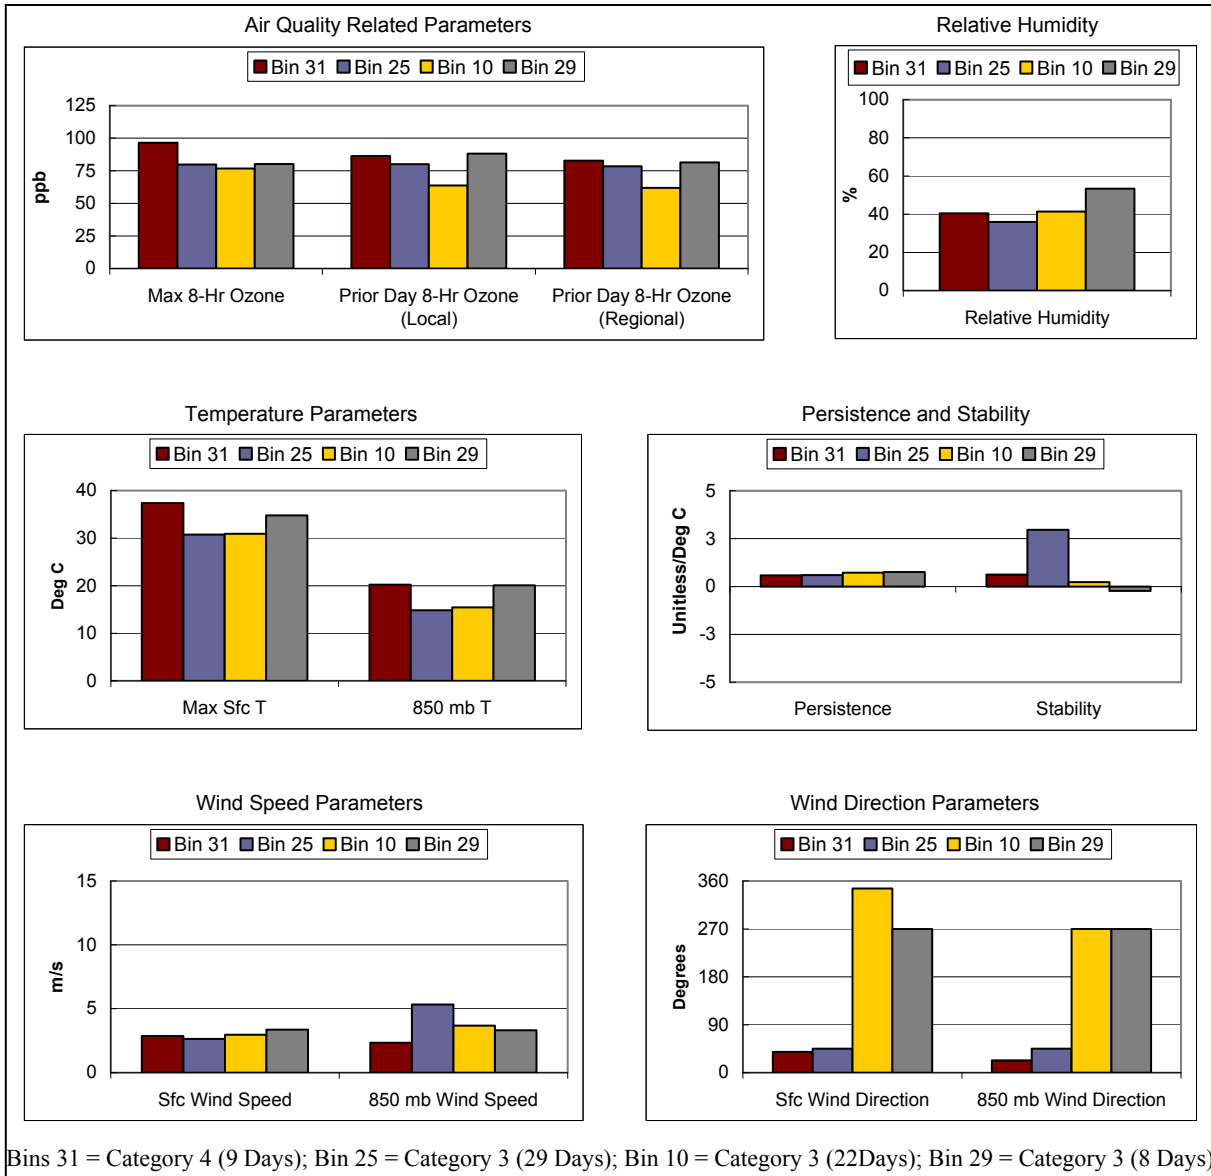 Air Quality Related Parameters
Bin 31 Bin 25 Bin 10 Bin 29
125
100
75
50
25
0
ppb
Max 8-Hr Ozone
Prior Day 8-Hr Ozone
(Local)
Prior Day 8-Hr Ozone
(Regional)
Relative Humidity
Bin 31 Bin 25 Bin 10 Bin 29
100
80
60
40
20
0
%
Relative Humidity
Temperature Parameters
Bin 31 Bin 25 Bin 10 Bin 29
40
30
20
10
0
Deg C
Max Sfc T
850 mb T
Persistence and Stability
Bin 31 Bin 25 Bin 10 Bin 29
5
3
0
-3
-5
Unitless/Deg C
Persistence
Stability
Wind Speed Parameters
Bin 31 Bin 25 Bin 10 Bin 29
15
10
5
0
m/s
Sfc Wind Speed
850 mb Wind Speed
Wind Direction Parameters
Bin 31 Bin 25 Bin 10 Bin 29
360
270
180
90
0
Degrees
Sfc Wind Direction
850 mb Wind Direction
Bins 31 = Category 4 (9 Days); Bin 25 = Category 3 (29 Days); Bin 10 = Category 3 (22Days); Bin 29 = Category 3 (8 Days)